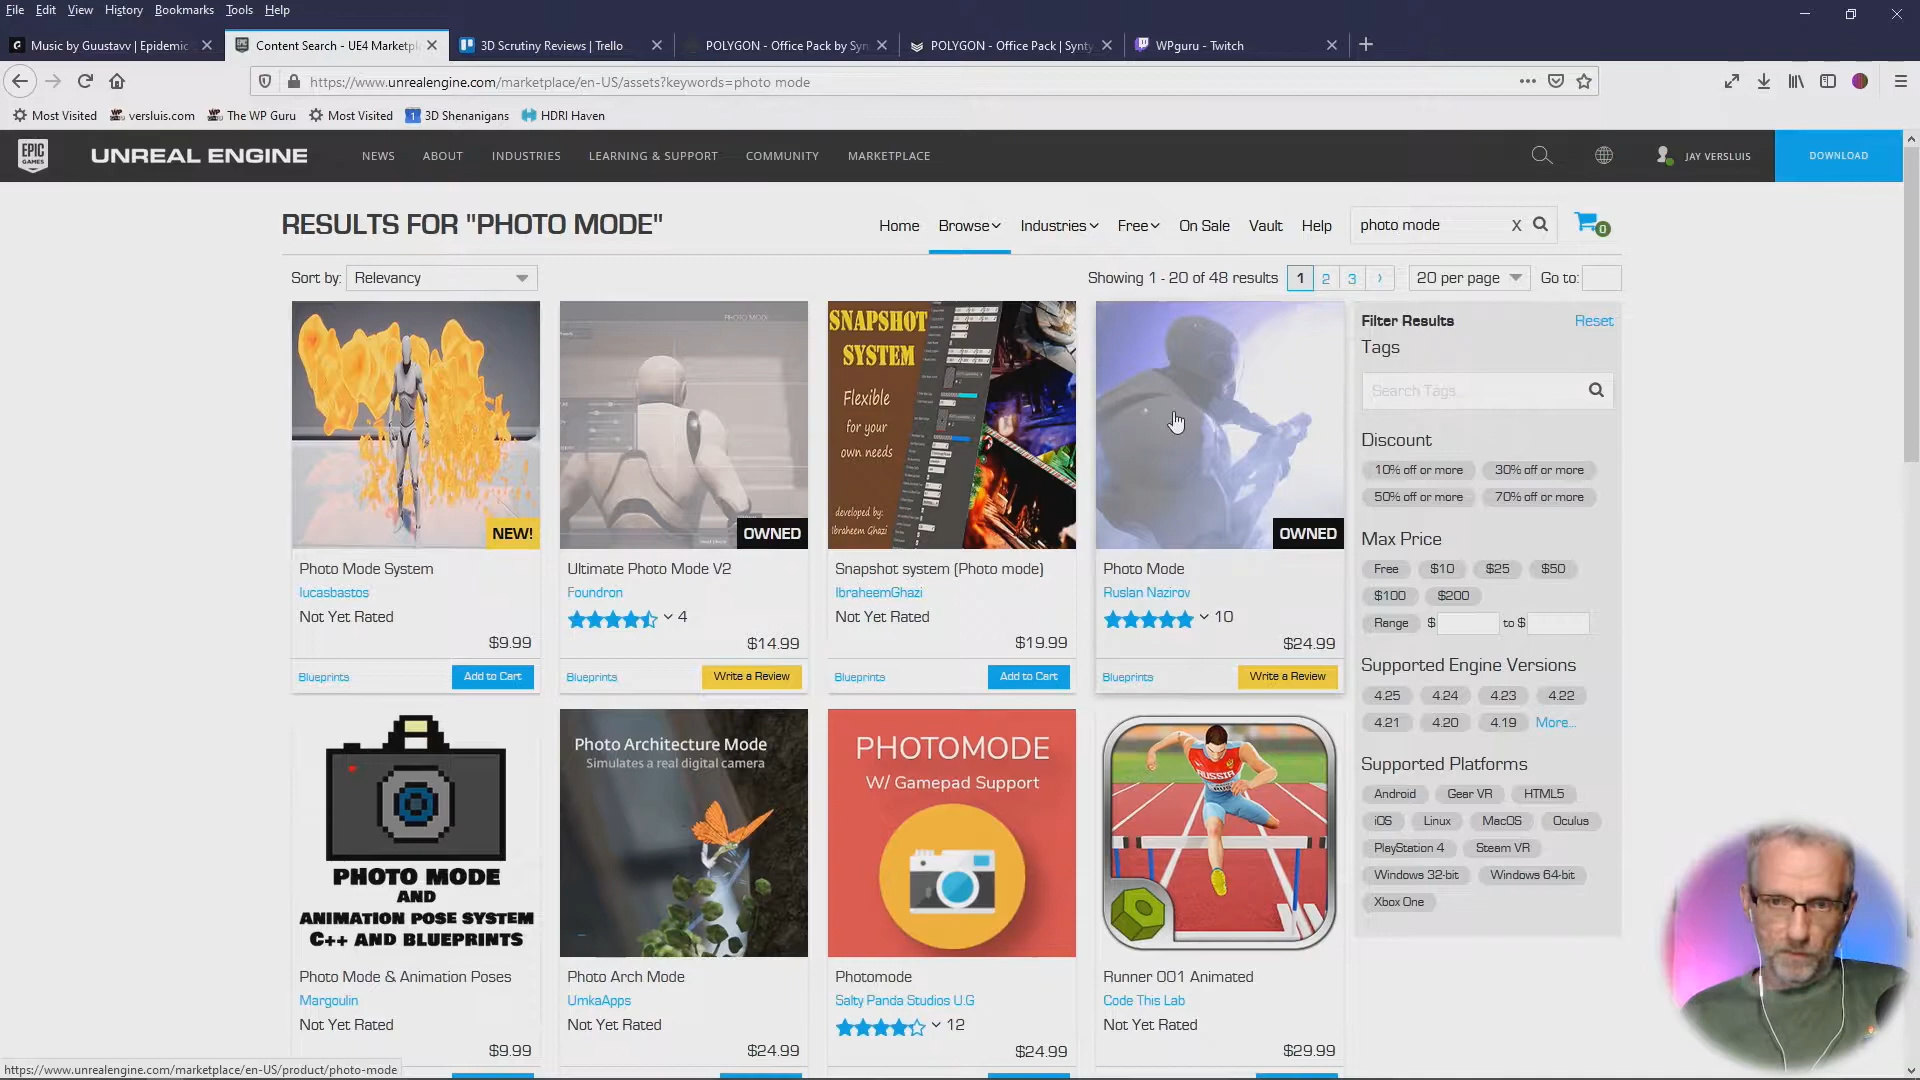 File Edit View History Bookmarks Tools Help
Music by Guustavv | Epidemic
Content Search - UE4 Marketpl
3D Scrutiny Reviews | Trello
POLYGON - Office Pack by Syn
POLYGON - Office Pack | Synty
WPguru - Twitch
https://www.unrealengine.com/marketplace/en-US/assets?keywords=photo mode
Most Visited versluis.com The WP Guru Most Visited 3D Shenanigans HDRI Haven
EPIC GAMES
UNREAL ENGINE
NEWS ABOUT INDUSTRIES LEARNING & SUPPORT COMMUNITY MARKETPLACE
JAY VERSLUIS
DOWNLOAD
RESULTS FOR "PHOTO MODE"
Home Browse Industries Free On Sale Vault Help
photo mode X
0
Sort by: Relevancy
Showing 1 - 20 of 48 results 1 2 3 › 20 per page Go to:
NEW!
PHOTO MODE
OWNED
SNAPSHOT
SYSTEM
Flexible
for your
own needs
developed by:
Ibraheem Ghazi
OWNED
Photo Mode System
lucasbastos
Not Yet Rated
$9.99
Blueprints Add to Cart
Ultimate Photo Mode V2
Foundron
4
$14.99
Blueprints Write a Review
Snapshot system (Photo mode)
IbraheemGhazi
Not Yet Rated
$19.99
Blueprints Add to Cart
Photo Mode
Ruslan Nazirov
10
$24.99
Blueprints Write a Review
Filter Results Reset
Tags
Search Tags
Discount
10% off or more 30% off or more
50% off or more 70% off or more
Max Price
Free $10 $25 $50
$100 $200
Range $ to $
Supported Engine Versions
4.25 4.24 4.23 4.22
4.21 4.20 4.19 More...
Supported Platforms
Android Gear VR HTML5
iOS Linux MacOS Oculus
PlayStation 4 Steam VR
Windows 32-bit Windows 64-bit
Xbox One
PHOTO MODE
AND
ANIMATION POSE SYSTEM
C++ AND BLUEPRINTS
Photo Architecture Mode
Simulates a real digital camera
PHOTOMODE
W/ Gamepad Support
RUSSIA
Photo Mode & Animation Poses
Margoulin
Not Yet Rated
$9.99
Photo Arch Mode
UmkaApps
Not Yet Rated
$24.99
Photomode
Salty Panda Studios U.G
12
$24.99
Runner 001 Animated
Code This Lab
Not Yet Rated
$29.99
https://www.unrealengine.com/marketplace/en-US/product/photo-mode